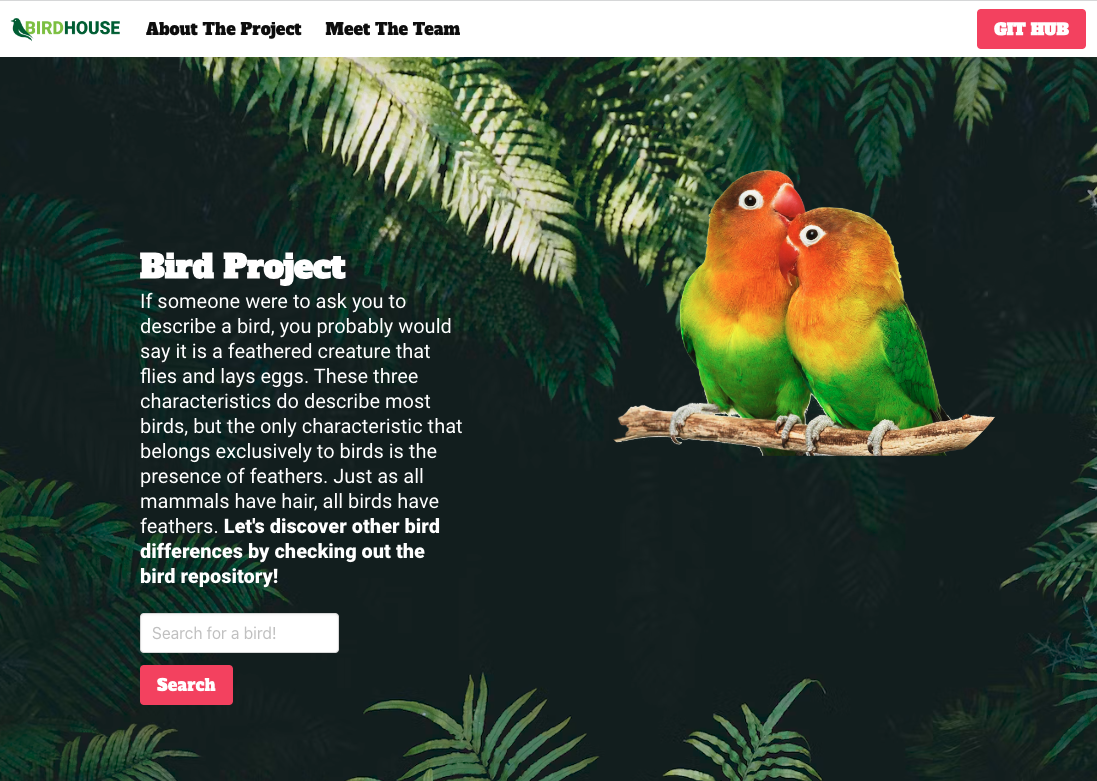 BIRDHOUSE About The Project Meet The Team GIT HUB
Bird Project
If someone were to ask you to
describe a bird, you probably would
say it is a feathered creature that
flies and lays eggs. These three
characteristics do describe most
birds, but the only characteristic that
belongs exclusively to birds is the
presence of feathers. Just as all
mammals have hair, all birds have
feathers. Let's discover other bird
differences by checking out the
bird repository!
Search for a bird!
Search